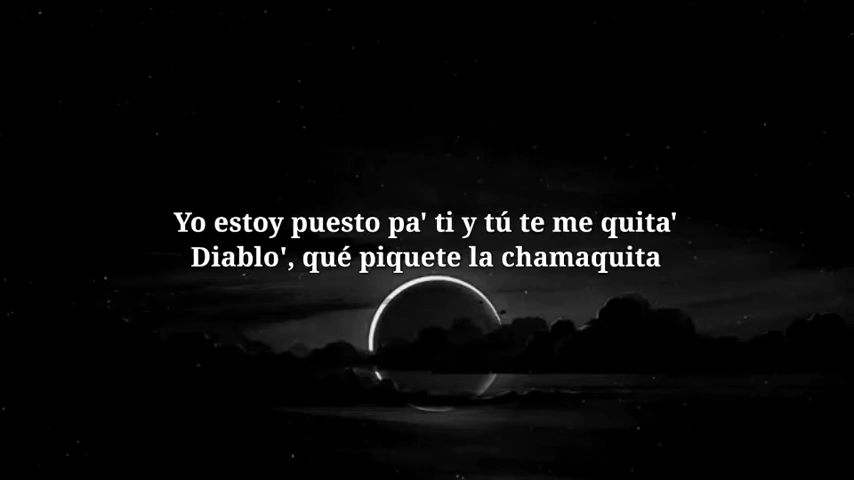 Yo estoy puesto pa' ti y tú te me quita'
Diablo', qué piquete la chamaquita